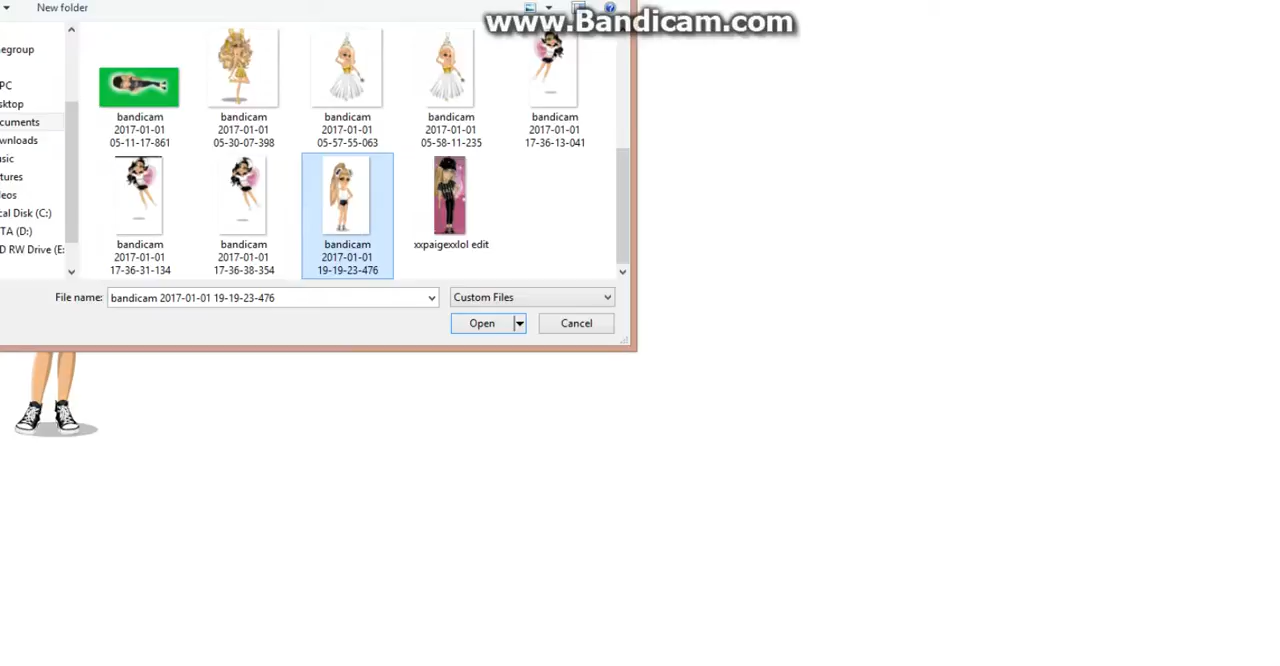 New folder
www.Bandicam.com
egroup
PC
sktop
cuments
wnloads
usic
tures
eos
cal Disk (C:)
TA (D:)
D RW Drive (E:
bandicam
2017-01-01
05-11-17-861
bandicam
2017-01-01
05-30-07-398
bandicam
2017-01-01
05-57-55-063
bandicam
2017-01-01
05-58-11-235
bandicam
2017-01-01
17-36-13-041
bandicam
2017-01-01
17-36-31-134
bandicam
2017-01-01
17-36-38-354
bandicam
2017-01-01
19-19-23-476
xxpaigexxlol edit
File name:
bandicam 2017-01-01 19-19-23-476
Custom Files
Open
Cancel